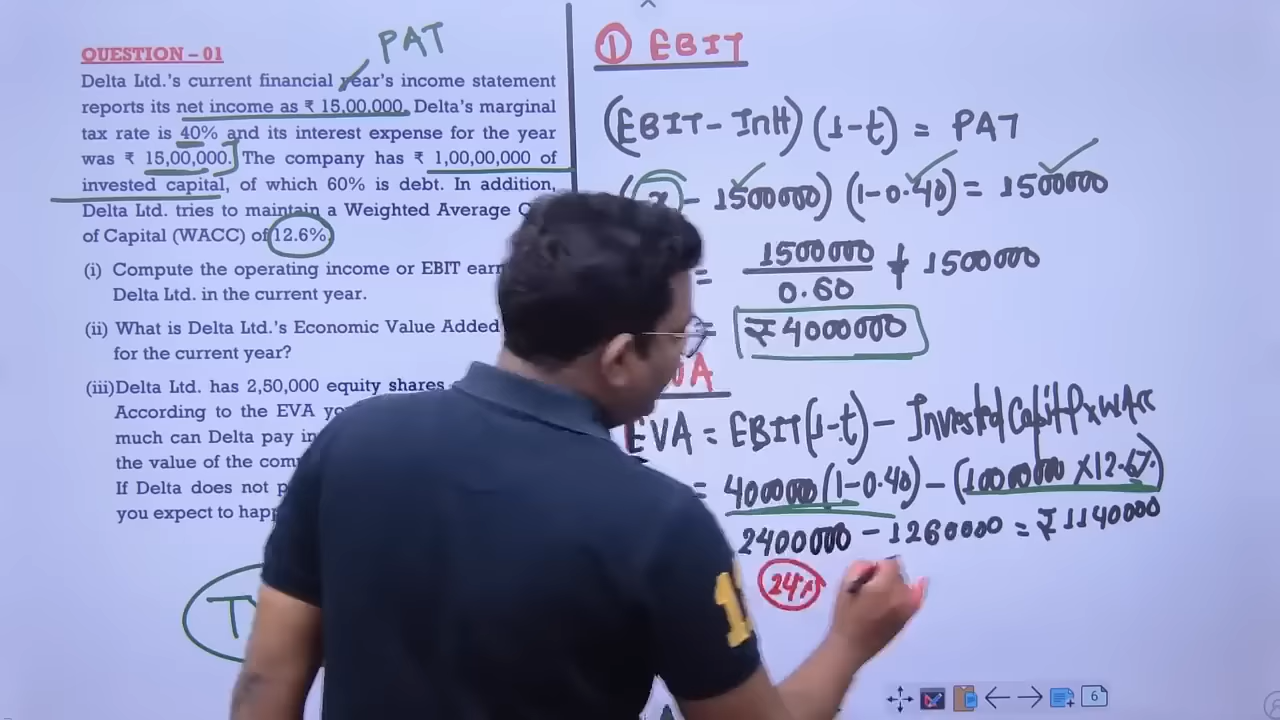 QUESTION – 01
PAT
Delta Ltd.'s current financial year's income statement
reports its net income as ₹ 15,00,000. Delta's marginal
tax rate is 40% and its interest expense for the year
was ₹ 15,00,000. The company has ₹ 1,00,00,000 of
invested capital, of which 60% is debt. In addition,
Delta Ltd. tries to maintain a Weighted Average
of Capital (WACC) of 12.6%.
(i) Compute the operating income or EBIT
Delta Ltd. in the current year.
(ii) What is Delta Ltd.'s Economic Value Added
for the current year?
(iii) Delta Ltd. has 2,50,000 equity shares
According to the EVA
much can Delta pay in
the value of the
If Delta does not
you expect to
① EBIT
(EBIT - Intt) (1-t) = PAT
(x - 1500000) (1-0.40) = 1500000
= 1500000 / 0.60 + 1500000
= ₹4000000
EVA = EBIT(1-t) - Invested Capital x WACC
= 4000000(1-0.40) - (10000000 x 12.6%)
2400000 - 1260000 = ₹1140000
24%
6